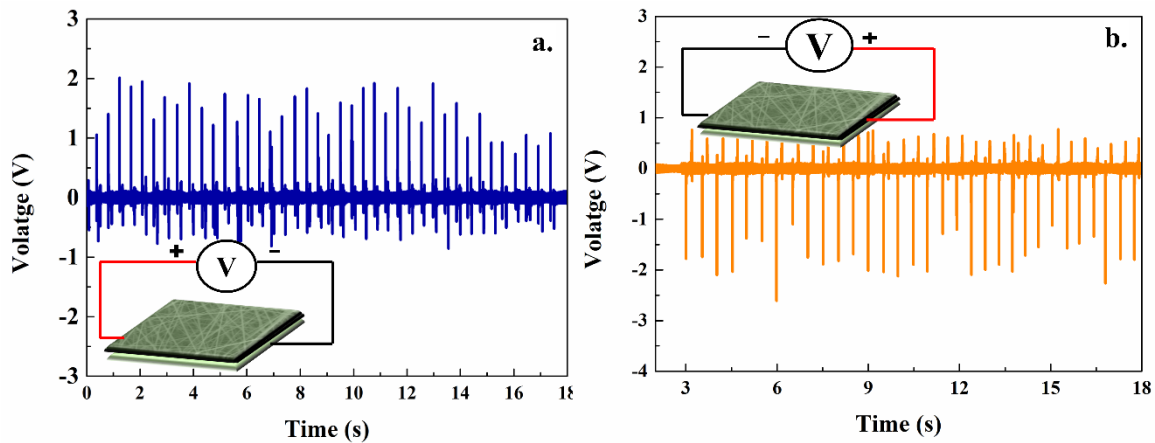 a.
3
2
1
0
-1
-2
-3
Volatge (V)
+ V −
0 2 4 6 8 10 12 14 16 18
Time (s)
b.
3
2
1
0
-1
-2
-3
-4
Volatge (V)
− V +
3 6 9 12 15 18
Time (s)